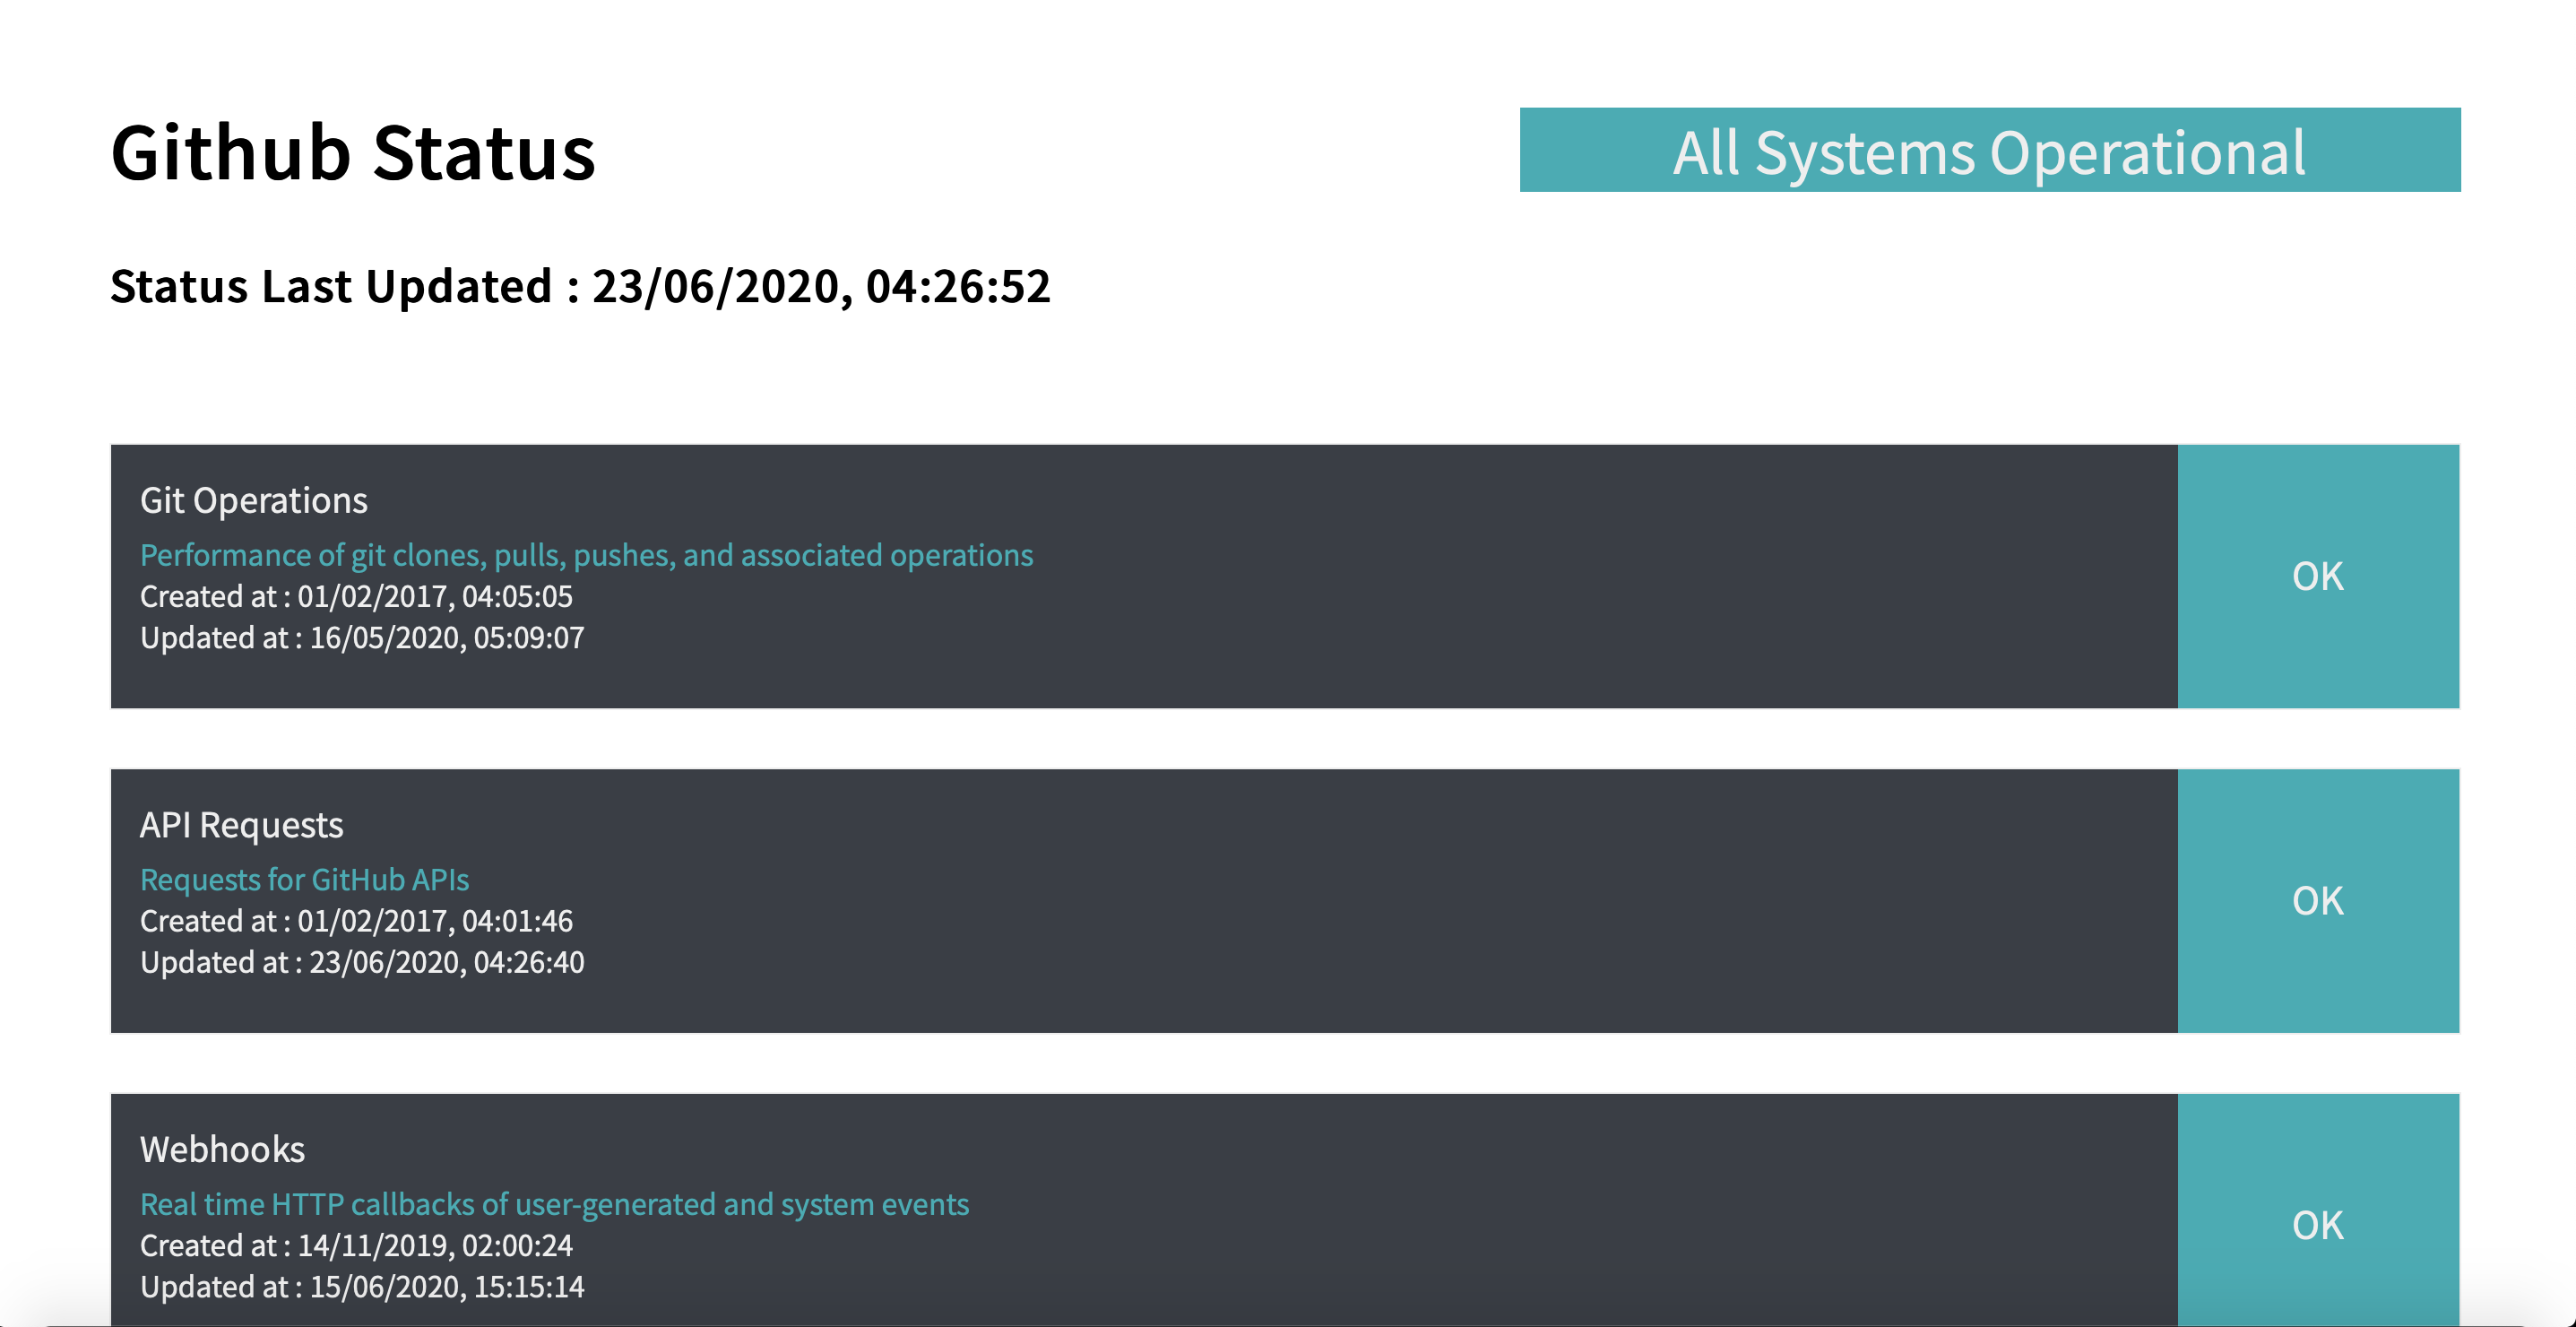 Github Status
All Systems Operational
Status Last Updated : 23/06/2020, 04:26:52
Git Operations
Performance of git clones, pulls, pushes, and associated operations
Created at : 01/02/2017, 04:05:05
Updated at : 16/05/2020, 05:09:07
OK
API Requests
Requests for GitHub APIs
Created at : 01/02/2017, 04:01:46
Updated at : 23/06/2020, 04:26:40
OK
Webhooks
Real time HTTP callbacks of user-generated and system events
Created at : 14/11/2019, 02:00:24
Updated at : 15/06/2020, 15:15:14
OK